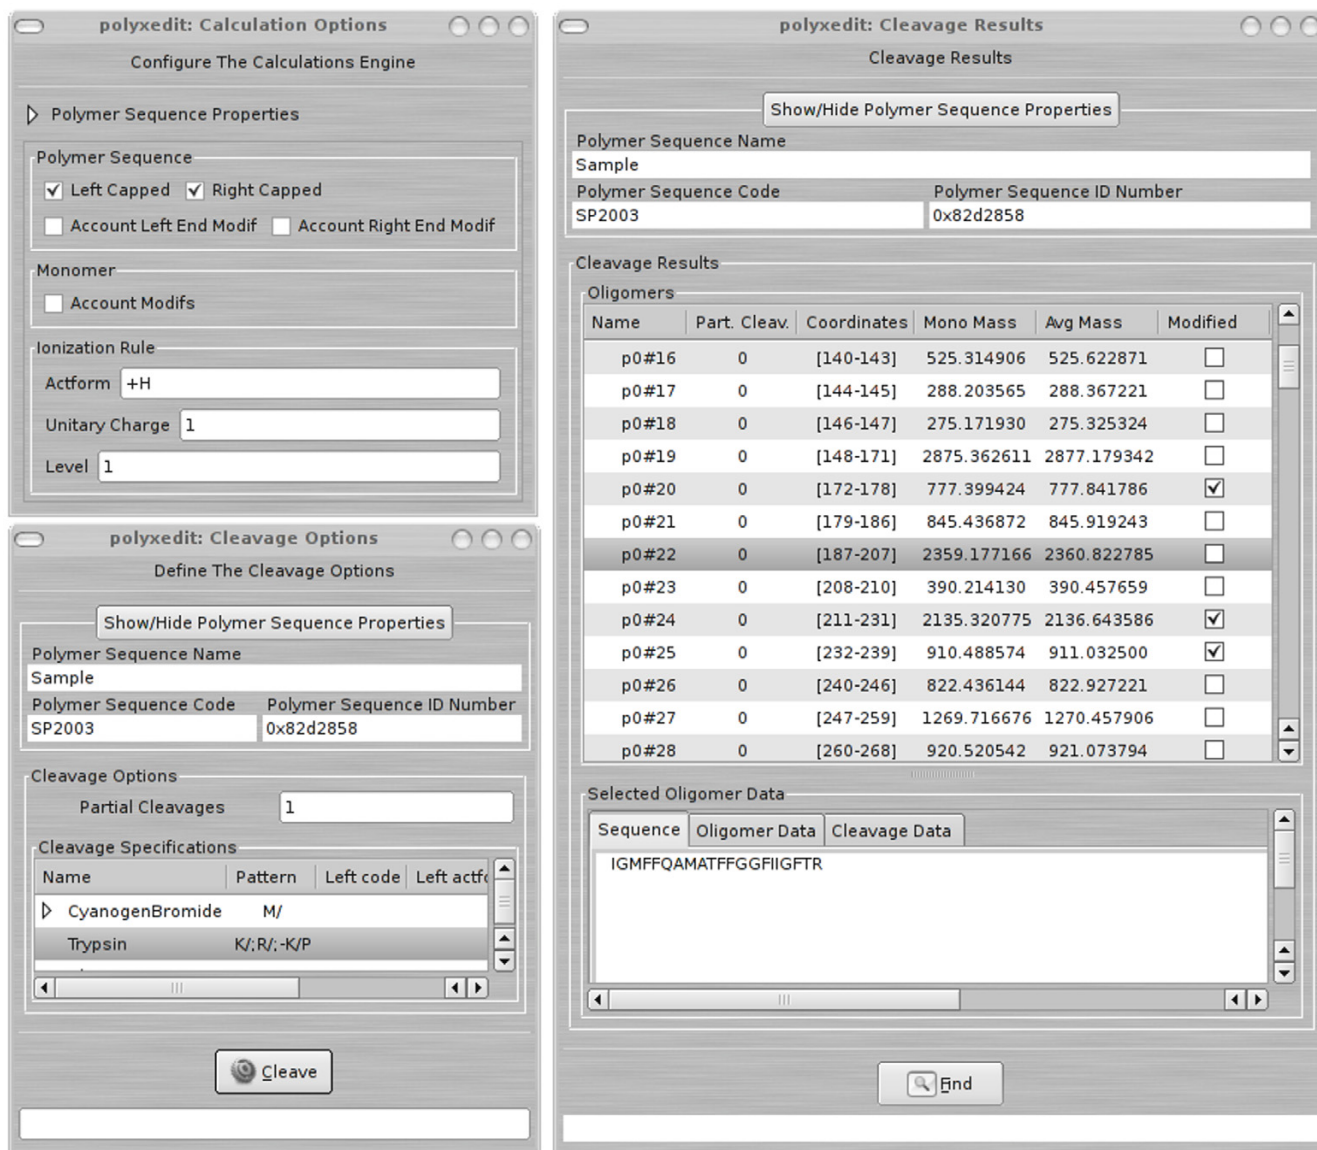 polyxedit: Calculation Options
Configure The Calculations Engine
Polymer Sequence Properties
Polymer Sequence
Left Capped Right Capped
Account Left End Modif Account Right End Modif
Monomer
Account Modifs
Ionization Rule
Actform +H
Unitary Charge 1
Level 1
polyxedit: Cleavage Options
Define The Cleavage Options
Show/Hide Polymer Sequence Properties
Polymer Sequence Name
Sample
Polymer Sequence Code Polymer Sequence ID Number
SP2003 0x82d2858
Cleavage Options
Partial Cleavages 1
Cleavage Specifications
Name Pattern Left code Left actfo
CyanogenBromide M/
Trypsin K/;R/;-K/P
Cleave
polyxedit: Cleavage Results
Cleavage Results
Show/Hide Polymer Sequence Properties
Polymer Sequence Name
Sample
Polymer Sequence Code Polymer Sequence ID Number
SP2003 0x82d2858
Cleavage Results
Oligomers
Name Part. Cleav. Coordinates Mono Mass Avg Mass Modified
p0#16 0 [140-143] 525.314906 525.622871
p0#17 0 [144-145] 288.203565 288.367221
p0#18 0 [146-147] 275.171930 275.325324
p0#19 0 [148-171] 2875.362611 2877.179342
p0#20 0 [172-178] 777.399424 777.841786
p0#21 0 [179-186] 845.436872 845.919243
p0#22 0 [187-207] 2359.177166 2360.822785
p0#23 0 [208-210] 390.214130 390.457659
p0#24 0 [211-231] 2135.320775 2136.643586
p0#25 0 [232-239] 910.488574 911.032500
p0#26 0 [240-246] 822.436144 822.927221
p0#27 0 [247-259] 1269.716676 1270.457906
p0#28 0 [260-268] 920.520542 921.073794
Selected Oligomer Data
Sequence Oligomer Data Cleavage Data
IGMFFQAMATFFGGFIIGFTR
Find